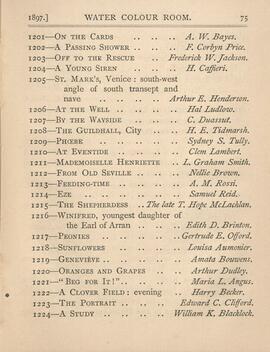 1897.] WATER COLOUR ROOM. 75
1201—On the Cards .. .. .. A. W. Bayes.
1202—A Passing Shower .. .. F. Corbyn Price.
1203—Off to the Rescue .. Frederick W. Jackson.
1204—A Young Siren .. .. .. H. Caffieri.
1205—St. Mark's, Venice: south-west
angle of south transept and
nave .. .. .. Arthur E. Henderson.
1206—At the Well .. .. .. Hal Ludlow.
1207—By the Wayside .. .. C. Duassut.
1208—The Guildhall, City .. H. E. Tidmarsh.
1209—Phœbe .. .. .. Sydney S. Tully.
1210—At Eventide .. .. Clem Lambert.
1211—Mademoiselle Henriette .. L. Graham Smith.
1212—From Old Seville .. Nellie Brown.
1213—Feeding-time .. .. A. M. Rossi.
1214—Eze .. .. .. .. Samuel Reid.
1215—The Shepherdess .. The late T. Hope McLachlan.
1216—Winifred, youngest daughter of
the Earl of Arran .. .. Edith D. Brinton.
1217—Peonies .. .. Gertrude E. Offord.
1218—Sunflowers .. .. Louisa Aumonier.
1219—Geneviève .. .. Amata Bouwens.
1220—Oranges and Grapes .. Arthur Dudley.
1221—"Beg for It!" .. .. Maria L. Angus.
1222—A Clover Field: evening .. Harry Becker.
1223—The Portrait .. .. Edward C. Clifford.
1224—A Study .. .. William K. Blacklock.